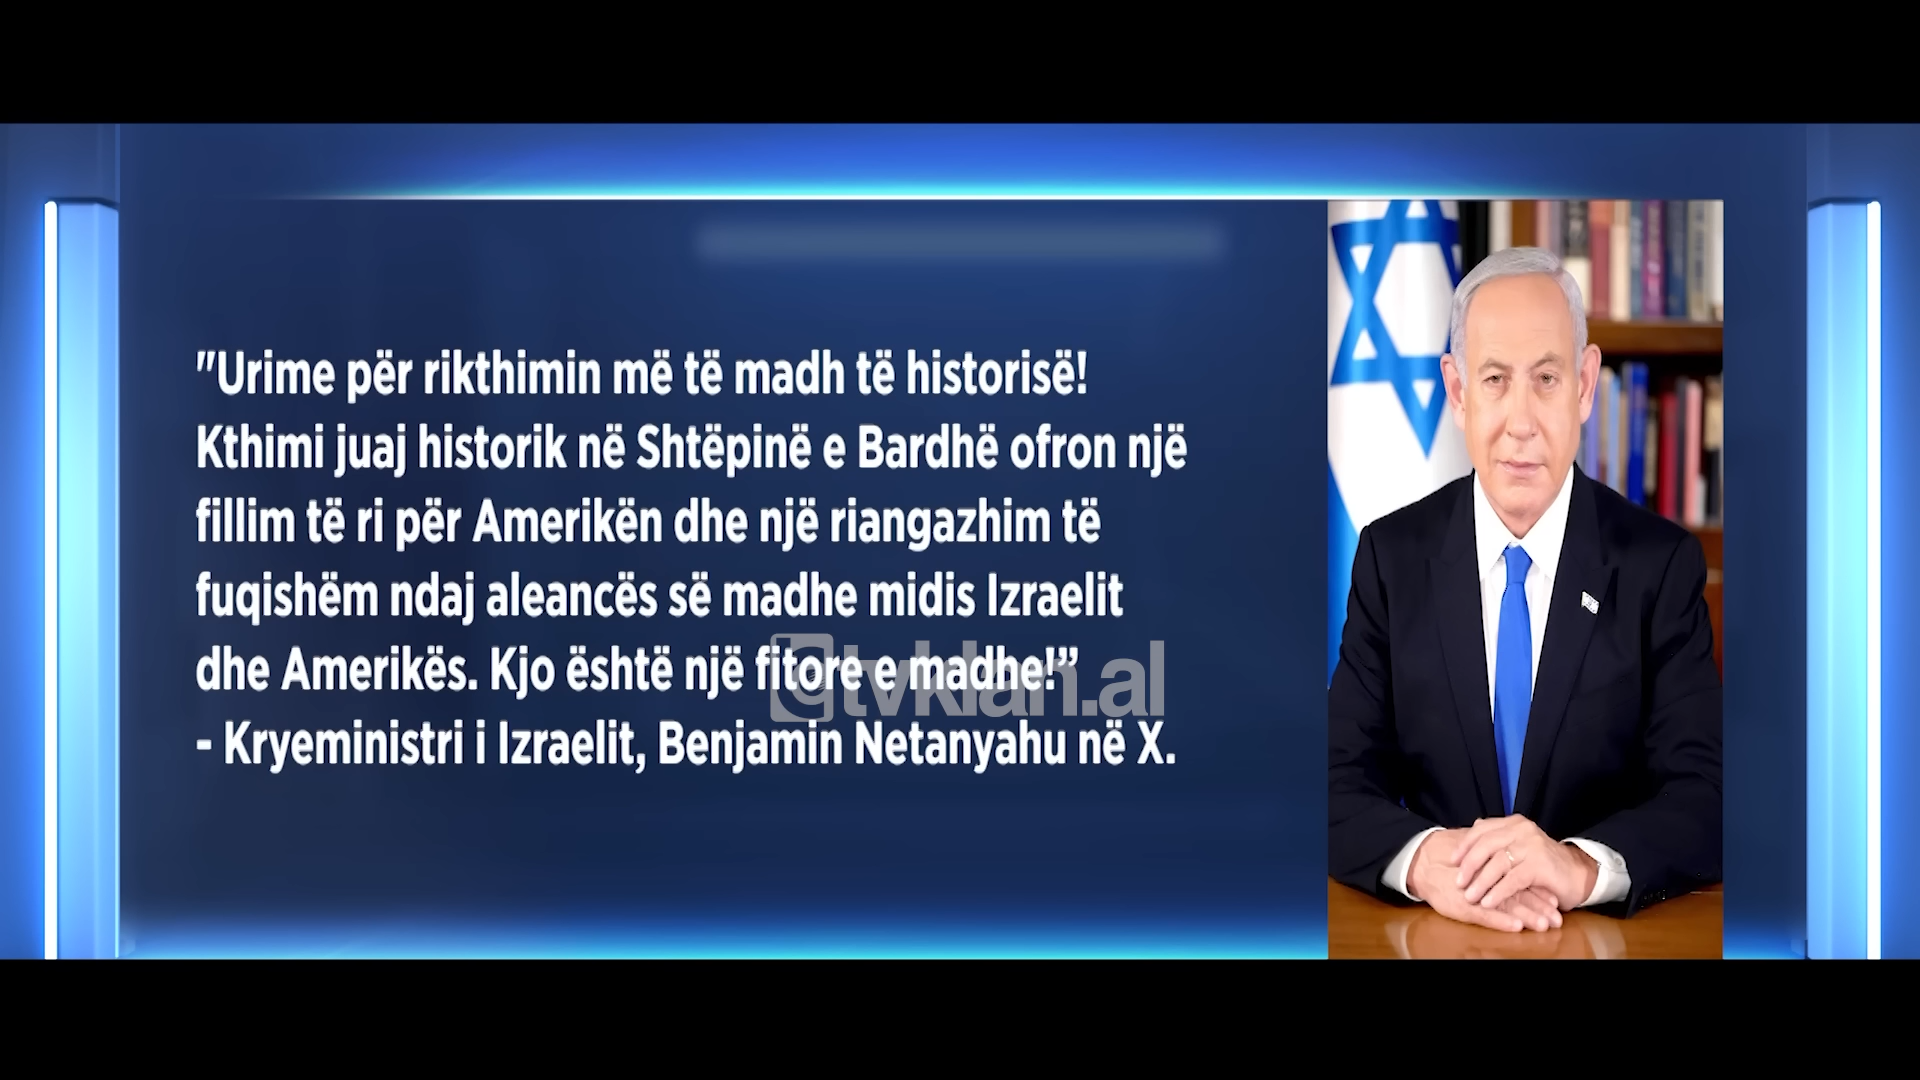 "Urime për rikthimin më të madh të historisë!
Kthimi juaj historik në Shtëpinë e Bardhë ofron një
fillim të ri për Amerikën dhe një riangazhim të
fuqishëm ndaj aleancës së madhe midis Izraelit
dhe Amerikës. Kjo është një fitore e madhe!”
- Kryeministri i Izraelit, Benjamin Netanyahu në X.
tvklan.al